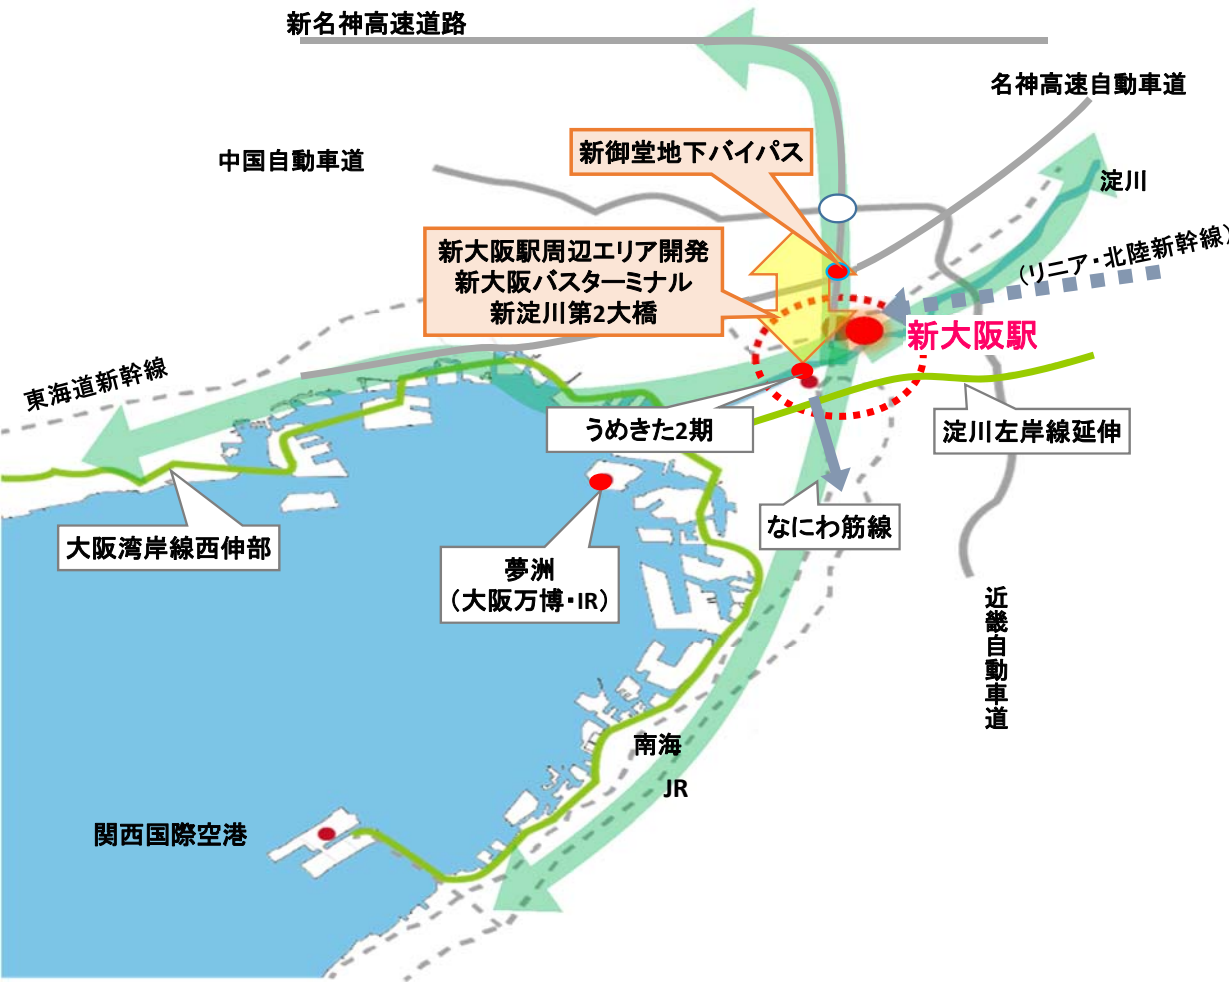 新名神高速道路
名神高速自動車道
新御堂地下バイパス
中国自動車道
淀川
新大阪駅周辺エリア開発
新大阪バスターミナル
新淀川第2大橋
(リニア・北陸新幹線)
新大阪駅
東海道新幹線
うめきた2期
淀川左岸線延伸
なにわ筋線
大阪湾岸線西伸部
夢洲
(大阪万博・IR)
近畿自動車道
南海
JR
関西国際空港